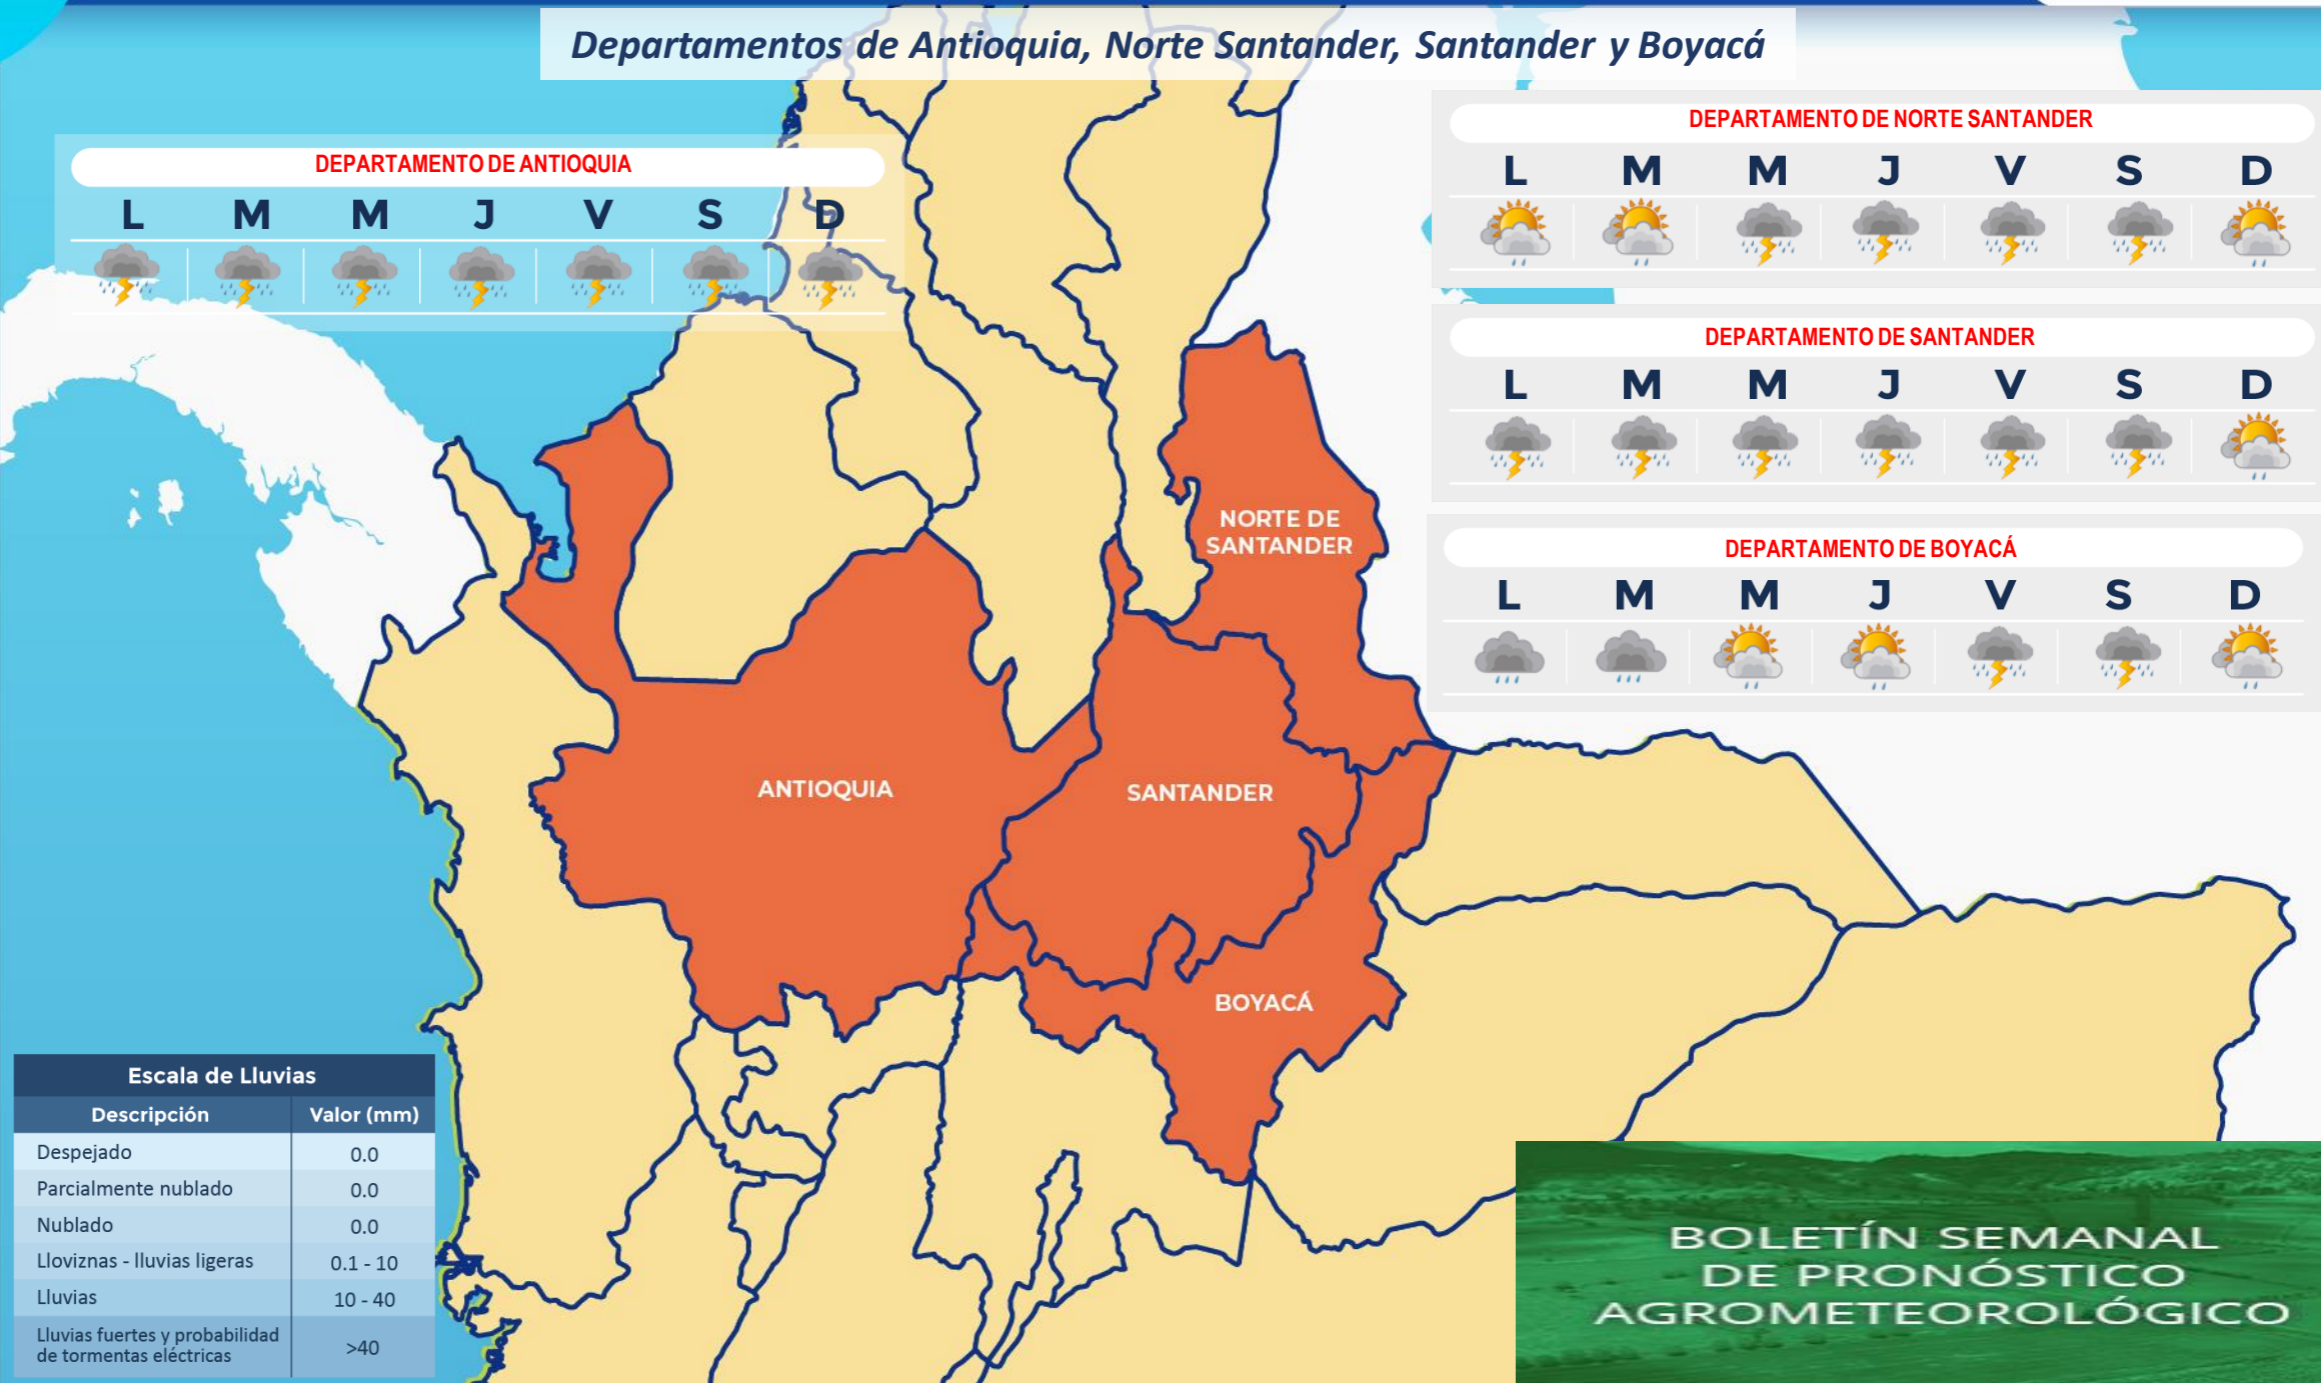 Departamentos de Antioquia, Norte Santander, Santander y Boyacá
DEPARTAMENTO DE ANTIOQUIA
L M M J V S D
DEPARTAMENTO DE NORTE SANTANDER
L M M J V S D
DEPARTAMENTO DE SANTANDER
L M M J V S D
DEPARTAMENTO DE BOYACÁ
L M M J V S D
NORTE DE
SANTANDER
ANTIOQUIA
SANTANDER
BOYACÁ
Escala de Lluvias
Descripción Valor (mm)
Despejado 0.0
Parcialmente nublado 0.0
Nublado 0.0
Lloviznas - lluvias ligeras 0.1 - 10
Lluvias 10 - 40
Lluvias fuertes y probabilidad
de tormentas eléctricas >40
BOLETÍN SEMANAL
DE PRONÓSTICO
AGROMETEOROLÓGICO